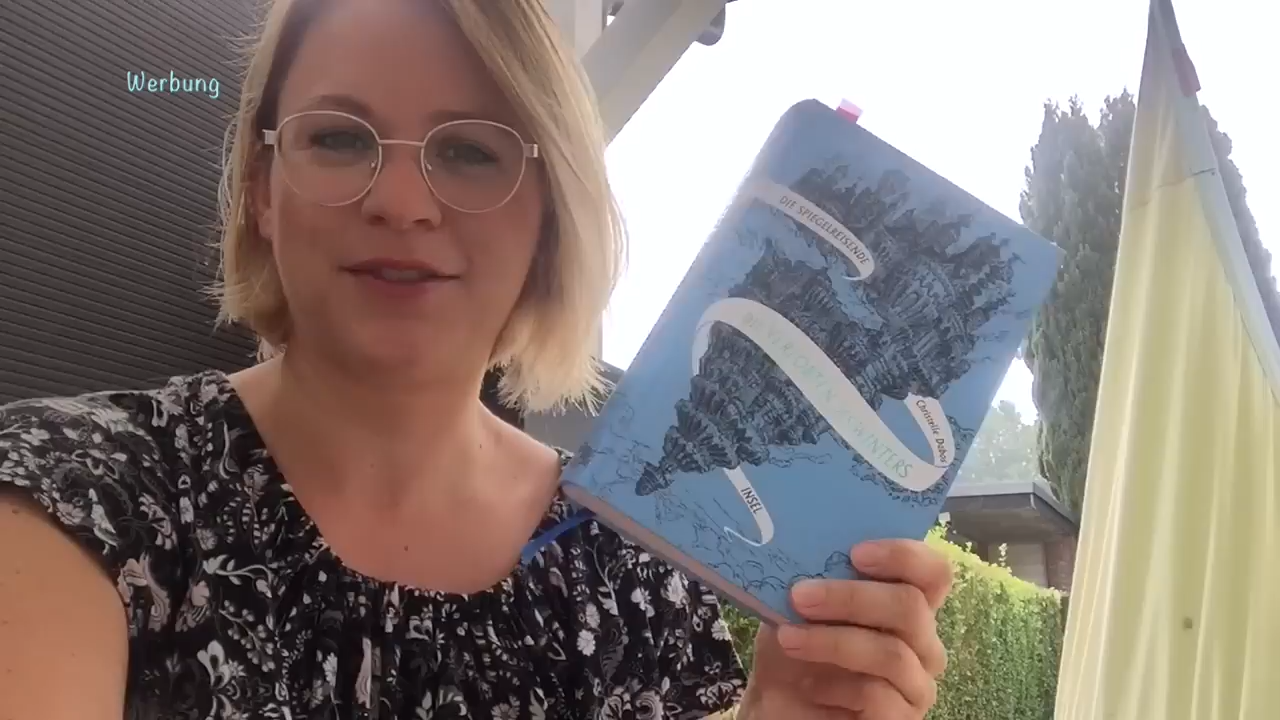 Werbung
DIE SPIEGELREISENDE
DIE VERLOBTEN DES WINTERS
Christelle Dabos
INSEL